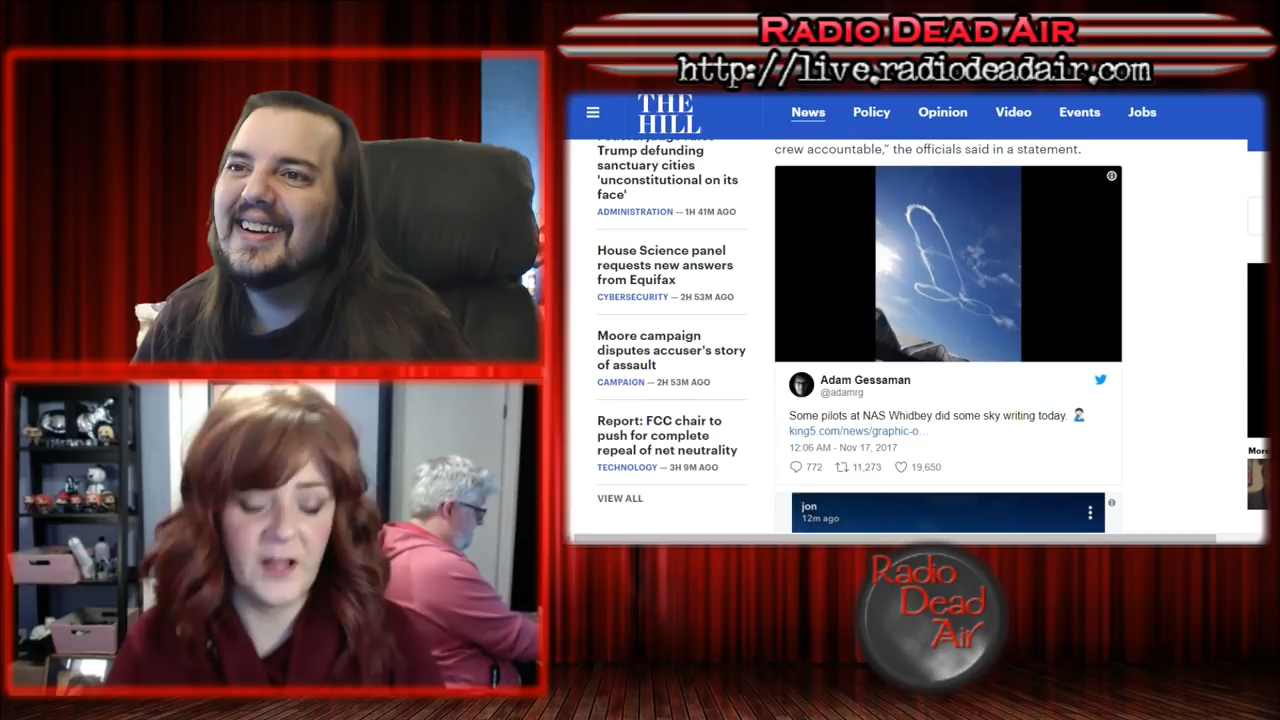 RADIO DEAD AIR
http://live.radiodeadair.com
THE
HILL
News
Policy
Opinion
Video
Events
Jobs
Trump defunding
sanctuary cities
'unconstitutional on its
face'
ADMINISTRATION — 1H 41M AGO
House Science panel
requests new answers
from Equifax
CYBERSECURITY — 2H 53M AGO
Moore campaign
disputes accuser's story
of assault
CAMPAIGN — 2H 53M AGO
Report: FCC chair to
push for complete
repeal of net neutrality
TECHNOLOGY — 3H 9M AGO
VIEW ALL
crew accountable,” the officials said in a statement.
Adam Gessaman
@adamrg
Some pilots at NAS Whidbey did some sky writing today.
king5.com/news/graphic-o...
12:06 AM - Nov 17, 2017
772
11,273
19,650
jon
12m ago
More
Radio
Dead
Air